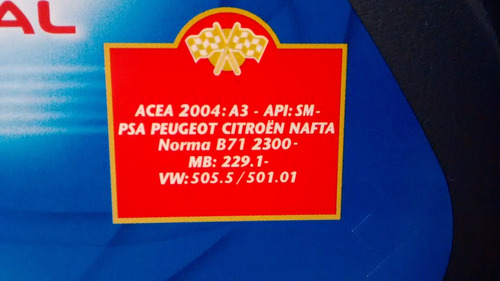 AL
ACEA 2004: A3 - API: SM-
PSA PEUGEOT CITROËN NAFTA
Norma B71 2300-
MB: 229.1-
VW: 505.5 / 501.01